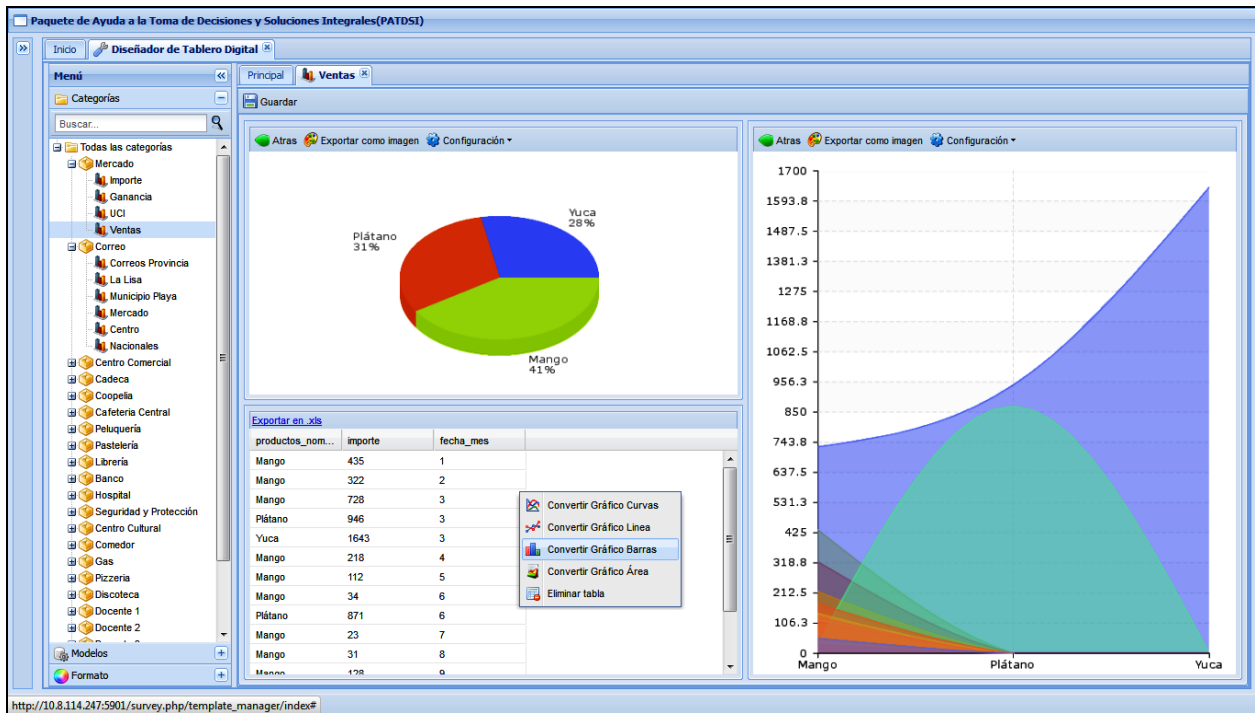 Paquete de Ayuda a la Toma de Decisiones y Soluciones Integrales(PATDSI)
Inicio Diseñador de Tablero Digital
Menú
Categorías
Buscar...
Todas las categorías
Mercado
Importe
Ganancia
UCI
Ventas
Correo
Correos Provincia
La Lisa
Municipio Playa
Mercado
Centro
Nacionales
Centro Comercial
Cadeca
Coopelia
Cafeteria Central
Peluquería
Pastelería
Librería
Banco
Hospital
Seguridad y Protección
Centro Cultural
Comedor
Gas
Pizzeria
Discoteca
Docente 1
Docente 2
Modelos
Formato
Principal Ventas
Guardar
Atras Exportar como imagen Configuración
Yuca
28%
Plátano
31%
Mango
41%
Exportar en .xls
productos_nom... importe fecha_mes
Mango 435 1
Mango 322 2
Mango 728 3
Plátano 946 3
Yuca 1643 3
Mango 218 4
Mango 112 5
Mango 34 6
Plátano 871 6
Mango 23 7
Mango 31 8
Mango 128 9
Convertir Gráfico Curvas
Convertir Gráfico Linea
Convertir Gráfico Barras
Convertir Gráfico Área
Eliminar tabla
Atras Exportar como imagen Configuración
1700
1593.8
1487.5
1381.3
1275
1168.8
1062.5
956.3
850
743.8
637.5
531.3
425
318.8
212.5
106.3
0
Mango Plátano Yuca
http://10.8.114.247:5901/survey.php/template_manager/index#